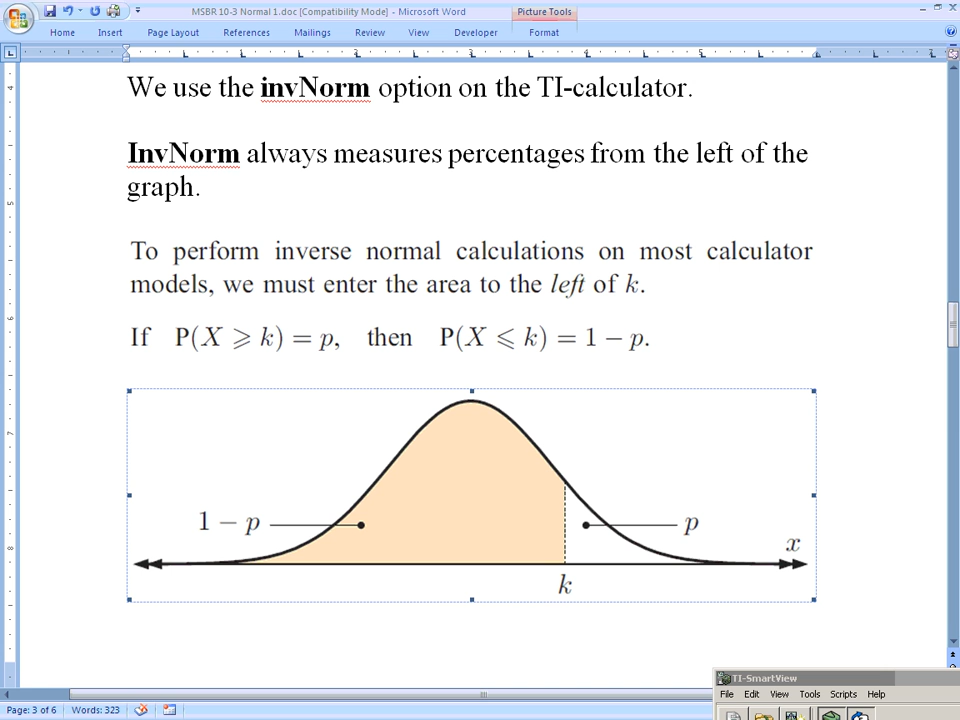 MSBR 10-3 Normal 1.doc [Compatibility Mode] - Microsoft Word
Picture Tools
Home Insert Page Layout References Mailings Review View Developer Format
We use the invNorm option on the TI-calculator.
InvNorm always measures percentages from the left of the
graph.
To perform inverse normal calculations on most calculator
models, we must enter the area to the left of k.
If P(X ⩾ k) = p, then P(X ⩽ k) = 1 − p.
1 − p
p
x
k
TI-SmartView
File Edit View Tools Scripts Help
Page: 3 of 6 Words: 323